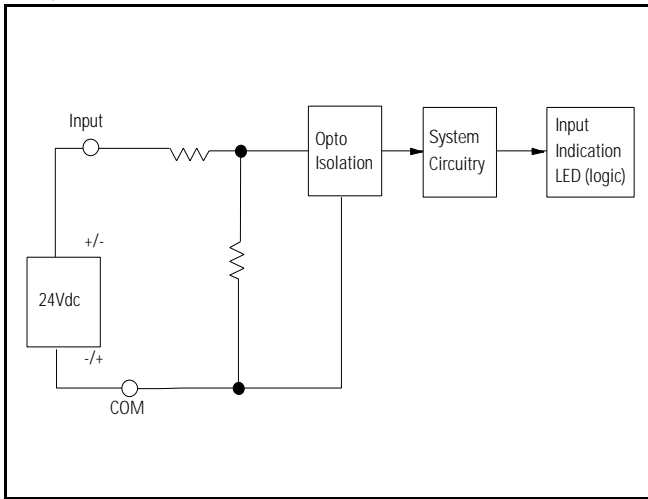 Input
Opto
Isolation
System
Circuitry
Input
Indication
LED (logic)
+/-
24Vdc
-/+
COM